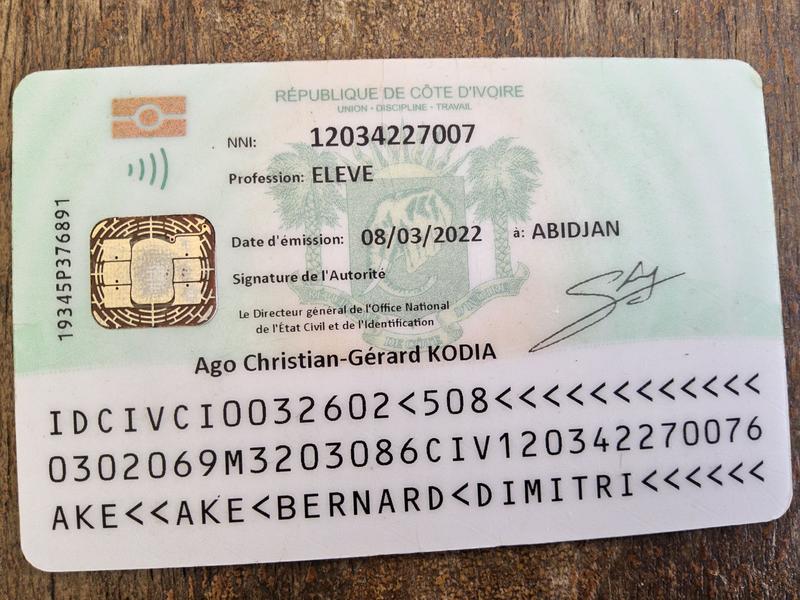 RÉPUBLIQUE DE CÔTE D'IVOIRE
UNION - DISCIPLINE - TRAVAIL
NNI: 12034227007
Profession: ELEVE
Date d'émission: 08/03/2022 à: ABIDJAN
Signature de l'Autorité
Le Directeur général de l'Office National
de l'État Civil et de l'Identification
Ago Christian-Gérard KODIA
19345P376891
IDCIVCI0032602<508<<<<<<<<<<<<
0302069M3203086CIV120342270076
AKE<<AKE<BERNARD<DIMITRI<<<<<<